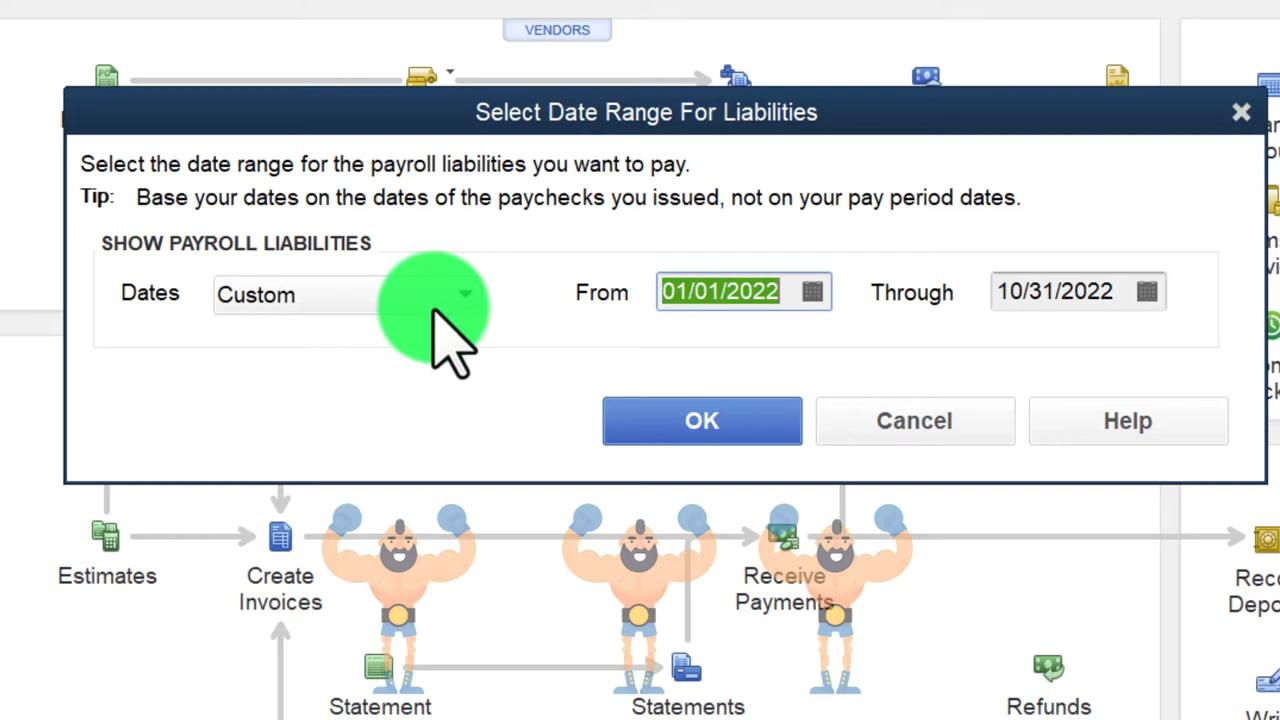 VENDORS
Select Date Range For Liabilities
Select the date range for the payroll liabilities you want to pay.
Tip: Base your dates on the dates of the paychecks you issued, not on your pay period dates.
SHOW PAYROLL LIABILITIES
Dates Custom From 01/01/2022 Through 10/31/2022
OK Cancel Help
Estimates
Create
Invoices
Receive
Payments
Statement
Statements
Refunds